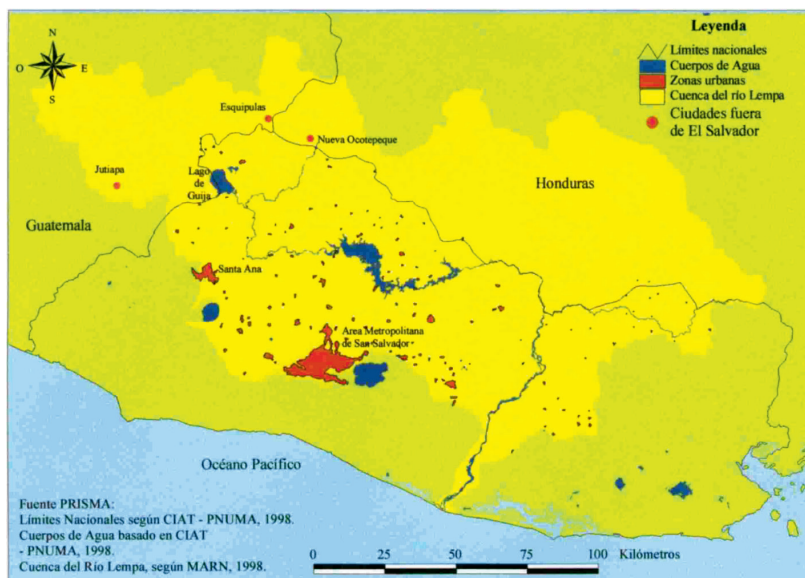 Leyenda
Límites nacionales
Cuerpos de Agua
Zonas urbanas
Cuenca del río Lempa
Ciudades fuera
de El Salvador
N
O
E
S
Esquipulas
Nueva Ocotepeque
Jutiapa
Lago
de
Guija
Honduras
Guatemala
Santa Ana
Area Metropolitana
de San Salvador
Océano Pacífico
Fuente PRISMA:
Límites Nacionales según CIAT - PNUMA, 1998.
Cuerpos de Agua basado en CIAT
- PNUMA, 1998.
Cuenca del Río Lempa, según MARN, 1998.
0 25 50 75 100 Kilómetros